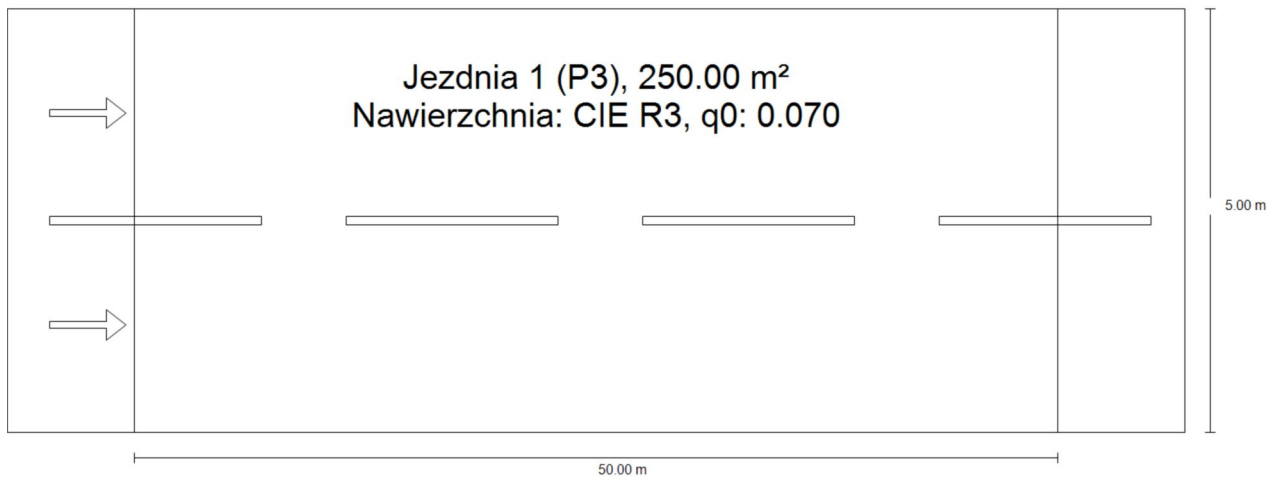 Jezdnia 1 (P3), 250.00 m²
Nawierzchnia: CIE R3, q0: 0.070
5.00 m
50.00 m